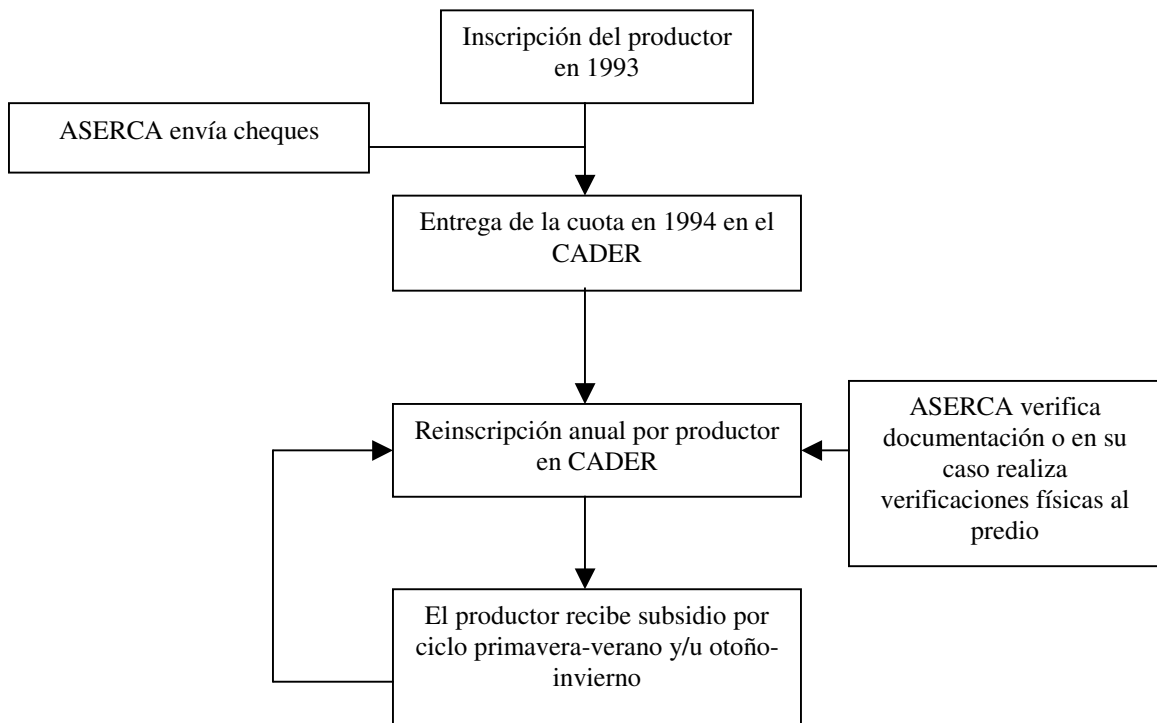 Inscripción del productor
en 1993
ASERCA envía cheques
Entrega de la cuota en 1994 en el
CADER
Reinscripción anual por productor
en CADER
ASERCA verifica
documentación o en su
caso realiza
verificaciones físicas al
predio
El productor recibe subsidio por
ciclo primavera-verano y/u otoño-
invierno